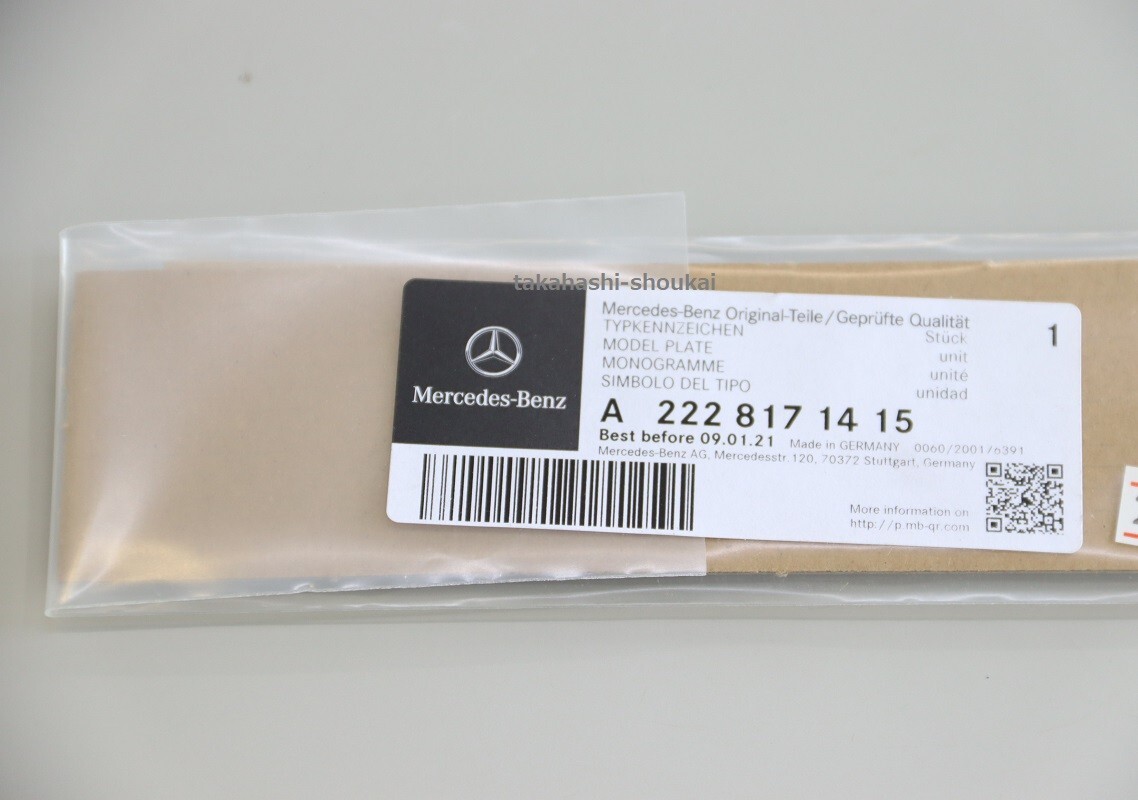 takahashi-shoukai
Mercedes-Benz
Mercedes-Benz Original-Teile/Geprüfte Qualität
TYPKENNZEICHEN Stück 1
MODEL PLATE unit
MONOGRAMME unité
SIMBOLO DEL TIPO unidad
A 222 817 14 15
Best before 09.01.21 Made in GERMANY 0060/200176391
Mercedes-Benz AG, Mercedesstr. 120, 70372 Stuttgart, Germany
More information on
http://p.mb-qr.com